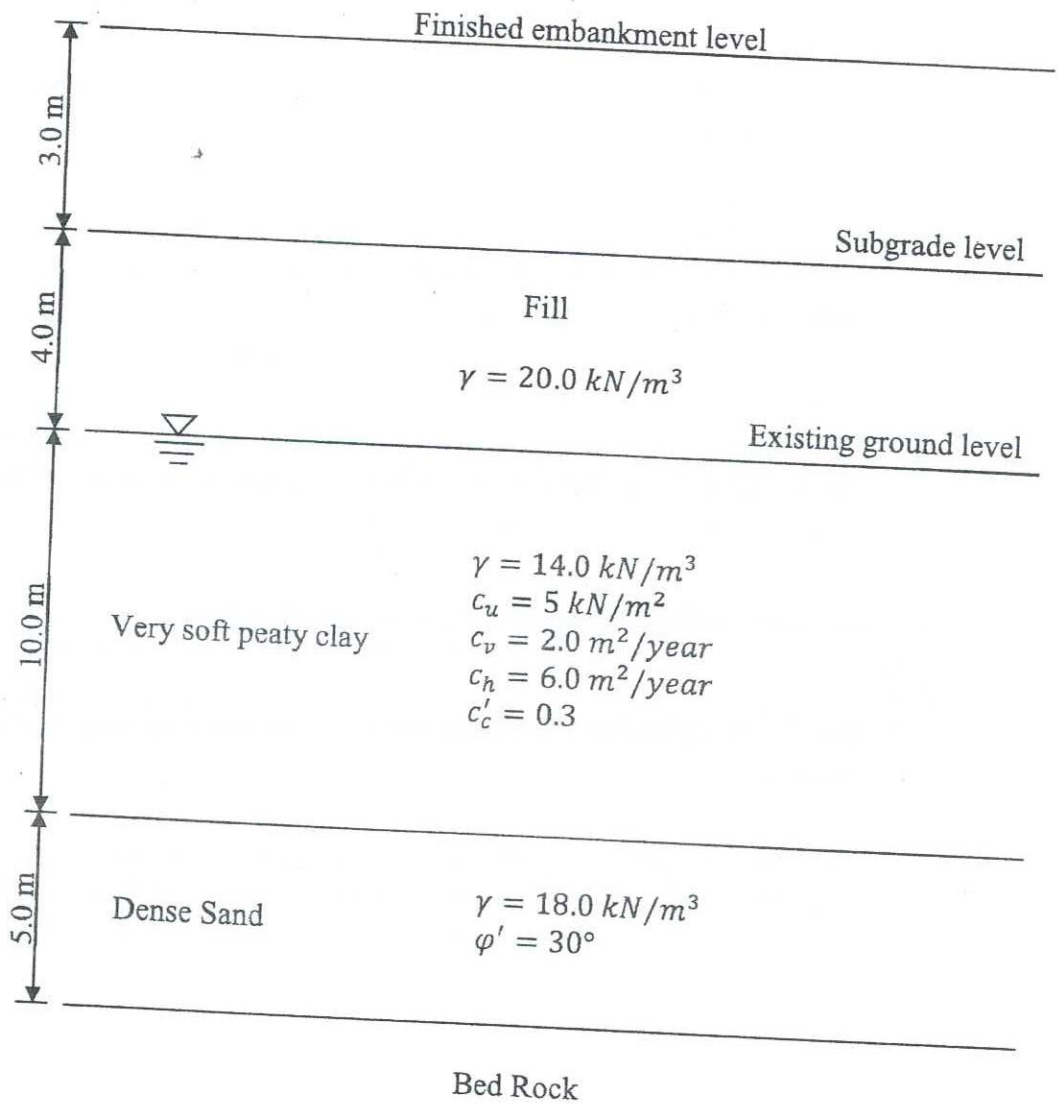 Finished embankment level
3.0 m
Subgrade level
4.0 m
Fill
γ = 20.0 kN/m³
Existing ground level
10.0 m
Very soft peaty clay
γ = 14.0 kN/m³
c_u = 5 kN/m²
c_v = 2.0 m²/year
c_h = 6.0 m²/year
c'_c = 0.3
5.0 m
Dense Sand
γ = 18.0 kN/m³
φ' = 30°
Bed Rock